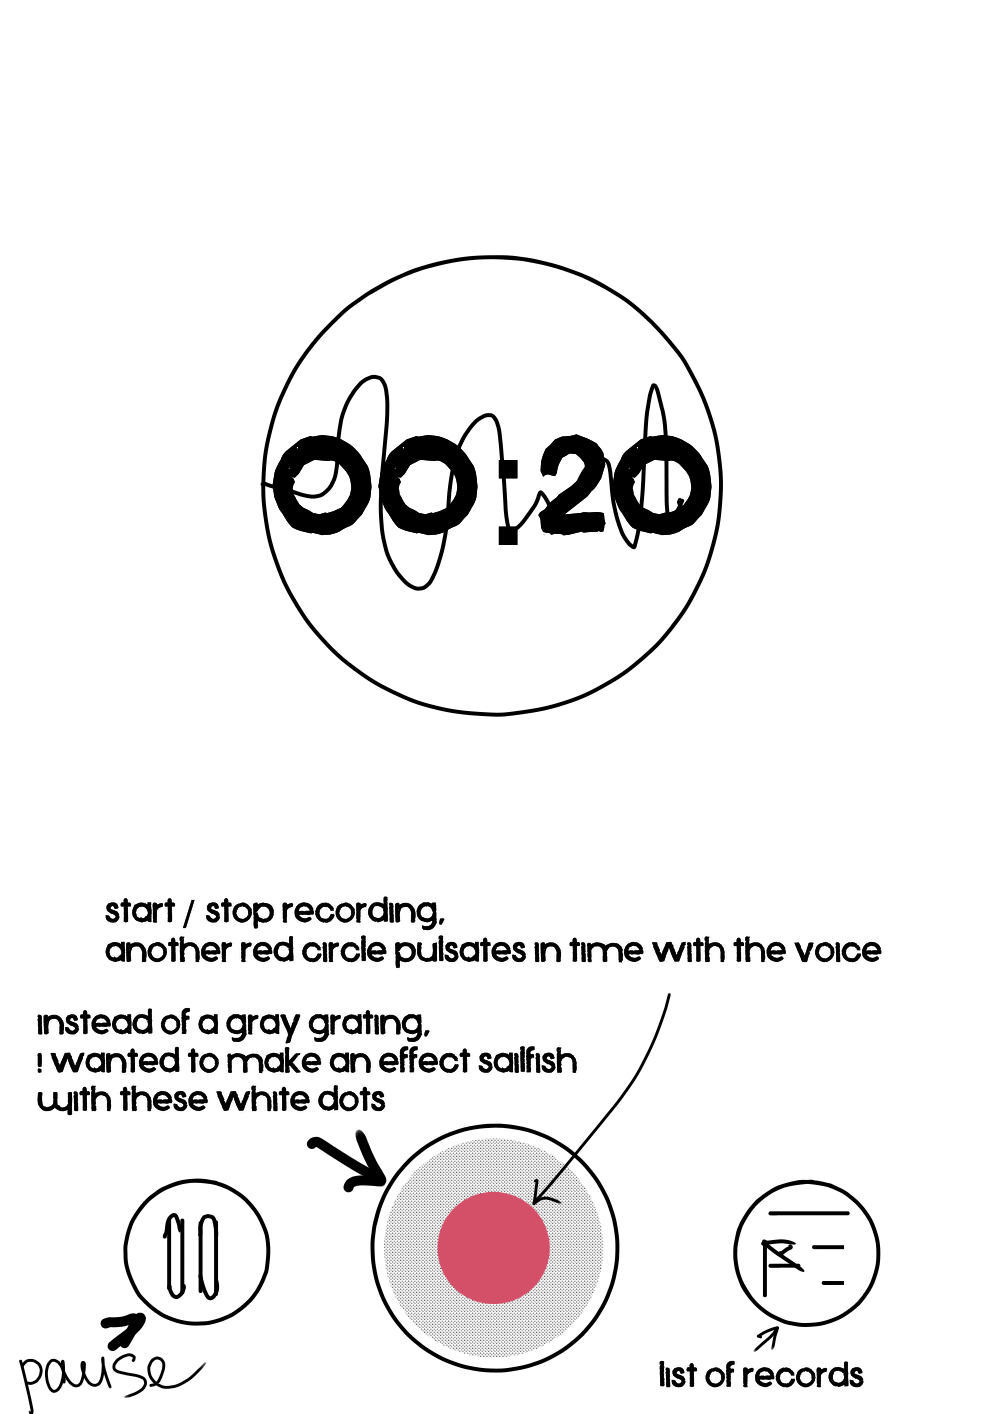 00:20
start / stop recording,
another red circle pulsates in time with the voice
instead of a gray grating,
i wanted to make an effect sailfish
with these white dots
pause
list of records